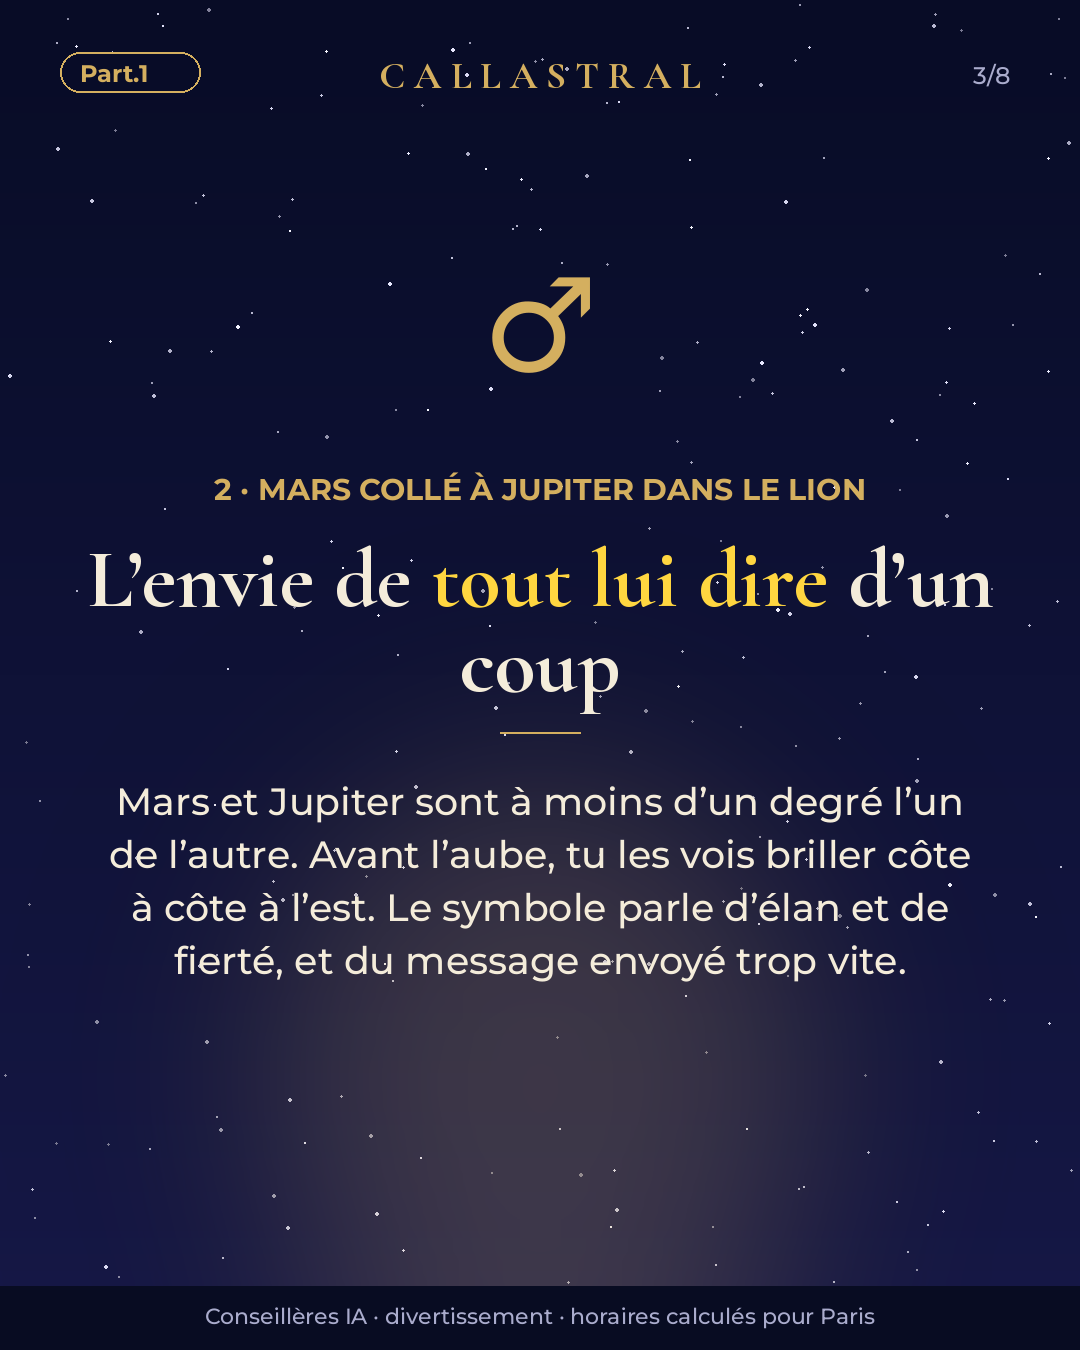 Part.1
CALLASTRAL
3/8
2 · MARS COLLÉ À JUPITER DANS LE LION
L’envie de tout lui dire d’un
coup
Mars et Jupiter sont à moins d’un degré l’un
de l’autre. Avant l’aube, tu les vois briller côte
à côte à l’est. Le symbole parle d’élan et de
fierté, et du message envoyé trop vite.
Conseillères IA · divertissement · horaires calculés pour Paris